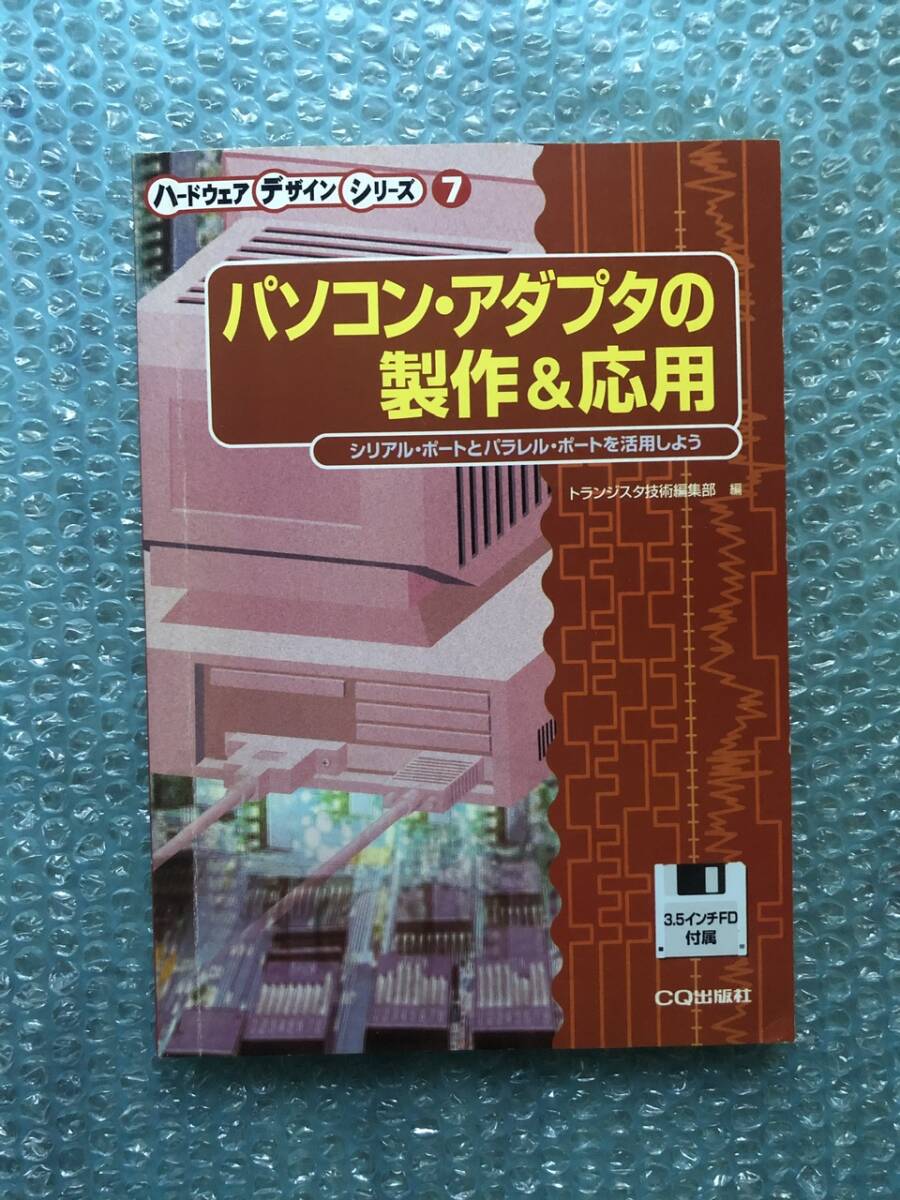 ハードウェア デザイン シリーズ 7
パソコン・アダプタの
製作&応用
シリアル・ポートとパラレル・ポートを活用しよう
トランジスタ技術編集部 編
3.5インチFD
付属
CQ出版社